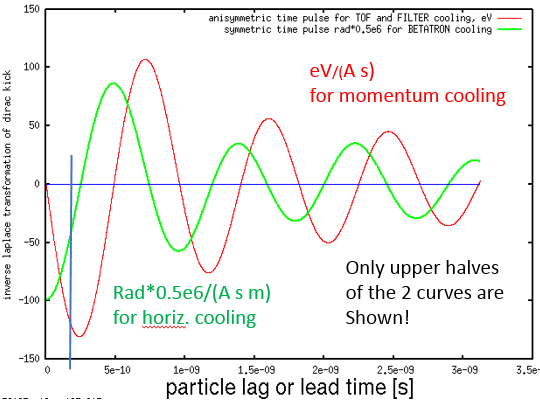 150
anisymmetric time pulse for TOF and FILTER cooling, eV
symmetric time pulse rad*0.5e6 for BETATRON cooling
100
eV/(A s)
for momentum cooling
50
0
-50
Only upper halves
of the 2 curves are
Shown!
Rad*0.5e6/(A s m)
for horiz. cooling
-100
-150
inverse laplace transformation of dirac kick
0
5e-10
1e-09
1.5e-09
2e-09
2.5e-09
3e-09
3.5e-09
particle lag or lead time [s]